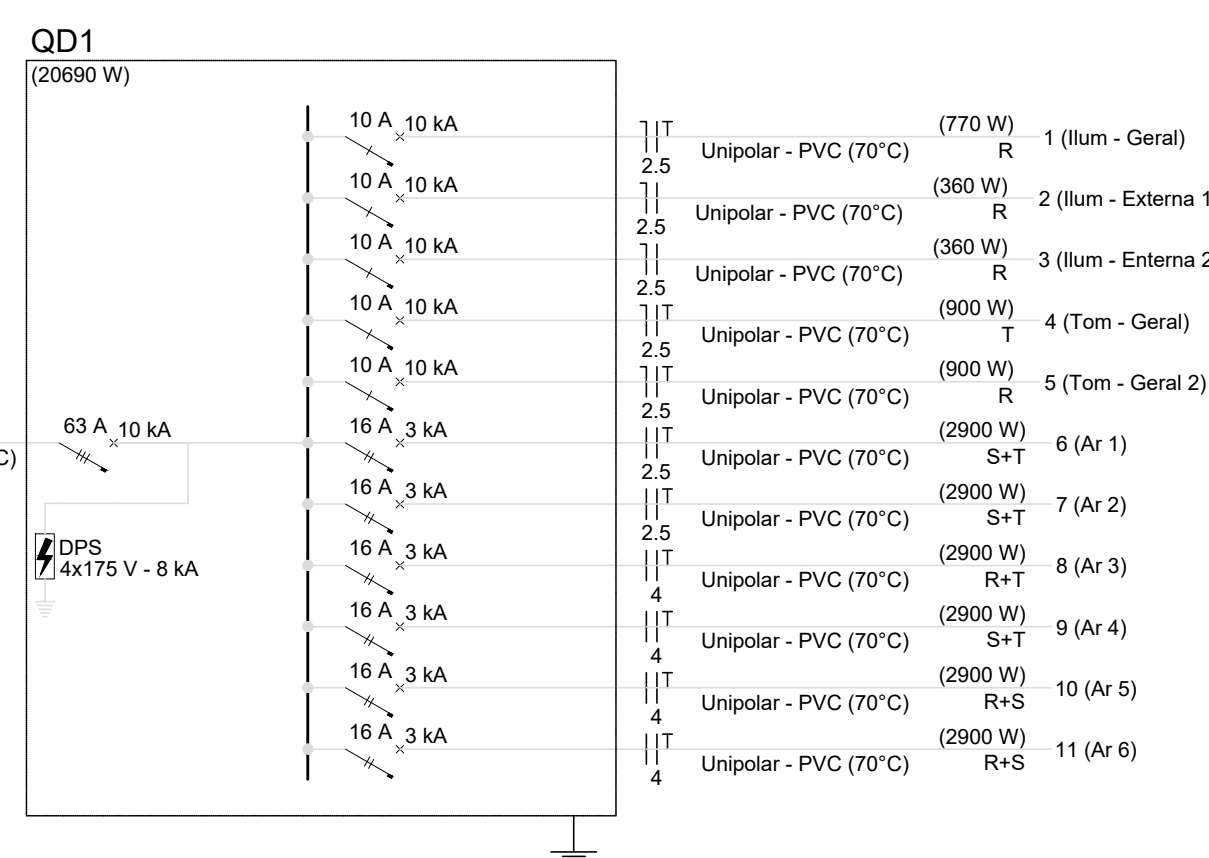 QD1
(20690 W)
10 A 10 kA T 2.5 Unipolar - PVC (70°C) (770 W) R 1 (Ilum - Geral)
10 A 10 kA 2.5 Unipolar - PVC (70°C) (360 W) R 2 (Ilum - Externa 1
10 A 10 kA 2.5 Unipolar - PVC (70°C) (360 W) R 3 (Ilum - Enterna 2
10 A 10 kA T 2.5 Unipolar - PVC (70°C) (900 W) T 4 (Tom - Geral)
10 A 10 kA T 2.5 Unipolar - PVC (70°C) (900 W) R 5 (Tom - Geral 2)
C) 63 A 10 kA 16 A 3 kA T 2.5 Unipolar - PVC (70°C) (2900 W) S+T 6 (Ar 1)
16 A 3 kA T 2.5 Unipolar - PVC (70°C) (2900 W) S+T 7 (Ar 2)
DPS
4x175 V - 8 kA
16 A 3 kA T 4 Unipolar - PVC (70°C) (2900 W) R+T 8 (Ar 3)
16 A 3 kA T 4 Unipolar - PVC (70°C) (2900 W) S+T 9 (Ar 4)
16 A 3 kA T 4 Unipolar - PVC (70°C) (2900 W) R+S 10 (Ar 5)
16 A 3 kA T 4 Unipolar - PVC (70°C) (2900 W) R+S 11 (Ar 6)